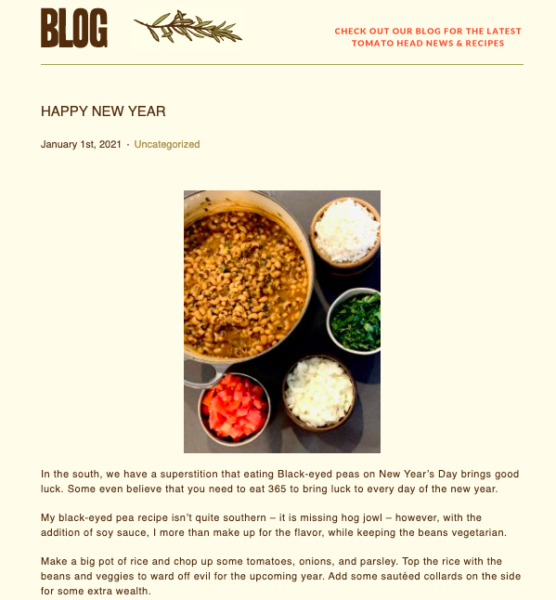 BLOG
CHECK OUT OUR BLOG FOR THE LATEST
TOMATO HEAD NEWS & RECIPES
HAPPY NEW YEAR
January 1st, 2021 · Uncategorized
In the south, we have a superstition that eating Black-eyed peas on New Year's Day brings good
luck. Some even believe that you need to eat 365 to bring luck to every day of the new year.
My black-eyed pea recipe isn't quite southern – it is missing hog jowl – however, with the
addition of soy sauce, I more than make up for the flavor, while keeping the beans vegetarian.
Make a big pot of rice and chop up some tomatoes, onions, and parsley. Top the rice with the
beans and veggies to ward off evil for the upcoming year. Add some sautéed collards on the side
for some extra wealth.